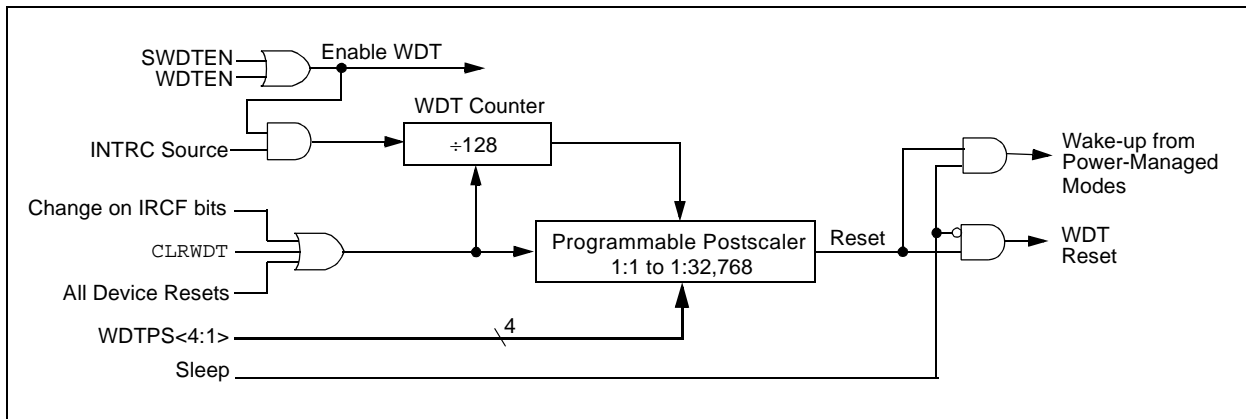 SWDTEN
WDTEN
Enable WDT
WDT Counter
÷128
INTRC Source
Wake-up from
Power-Managed
Modes
Change on IRCF bits
CLRWDT
All Device Resets
Programmable Postscaler
1:1 to 1:32,768
Reset
WDT
Reset
WDTPS<4:1>
4
Sleep